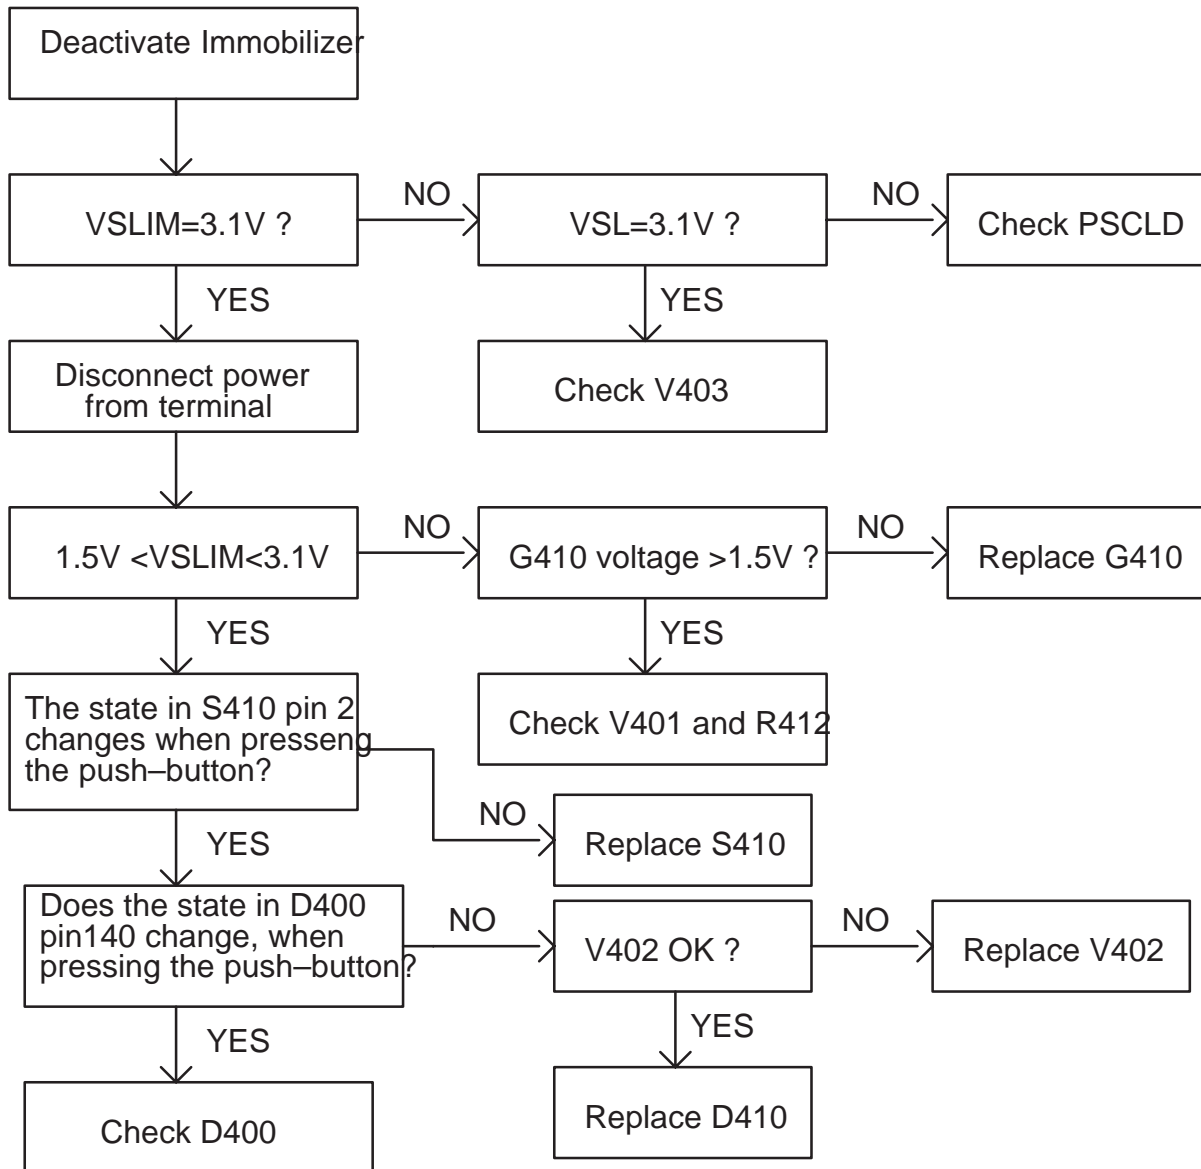 Deactivate Immobilizer
VSLIM=3.1V ?
NO
VSL=3.1V ?
NO
Check PSCLD
YES
YES
Disconnect power
from terminal
Check V403
1.5V <VSLIM<3.1V
NO
G410 voltage >1.5V ?
NO
Replace G410
YES
YES
The state in S410 pin 2
changes when presseng
the push–button?
Check V401 and R412
NO
Replace S410
YES
Does the state in D400
pin140 change, when
pressing the push–button?
NO
V402 OK ?
NO
Replace V402
YES
YES
Check D400
Replace D410